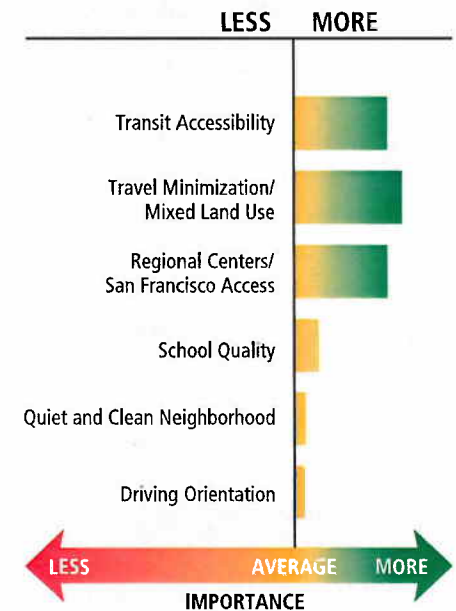 LESS MORE
Transit Accessibility
Travel Minimization/
Mixed Land Use
Regional Centers/
San Francisco Access
School Quality
Quiet and Clean Neighborhood
Driving Orientation
LESS AVERAGE MORE
IMPORTANCE